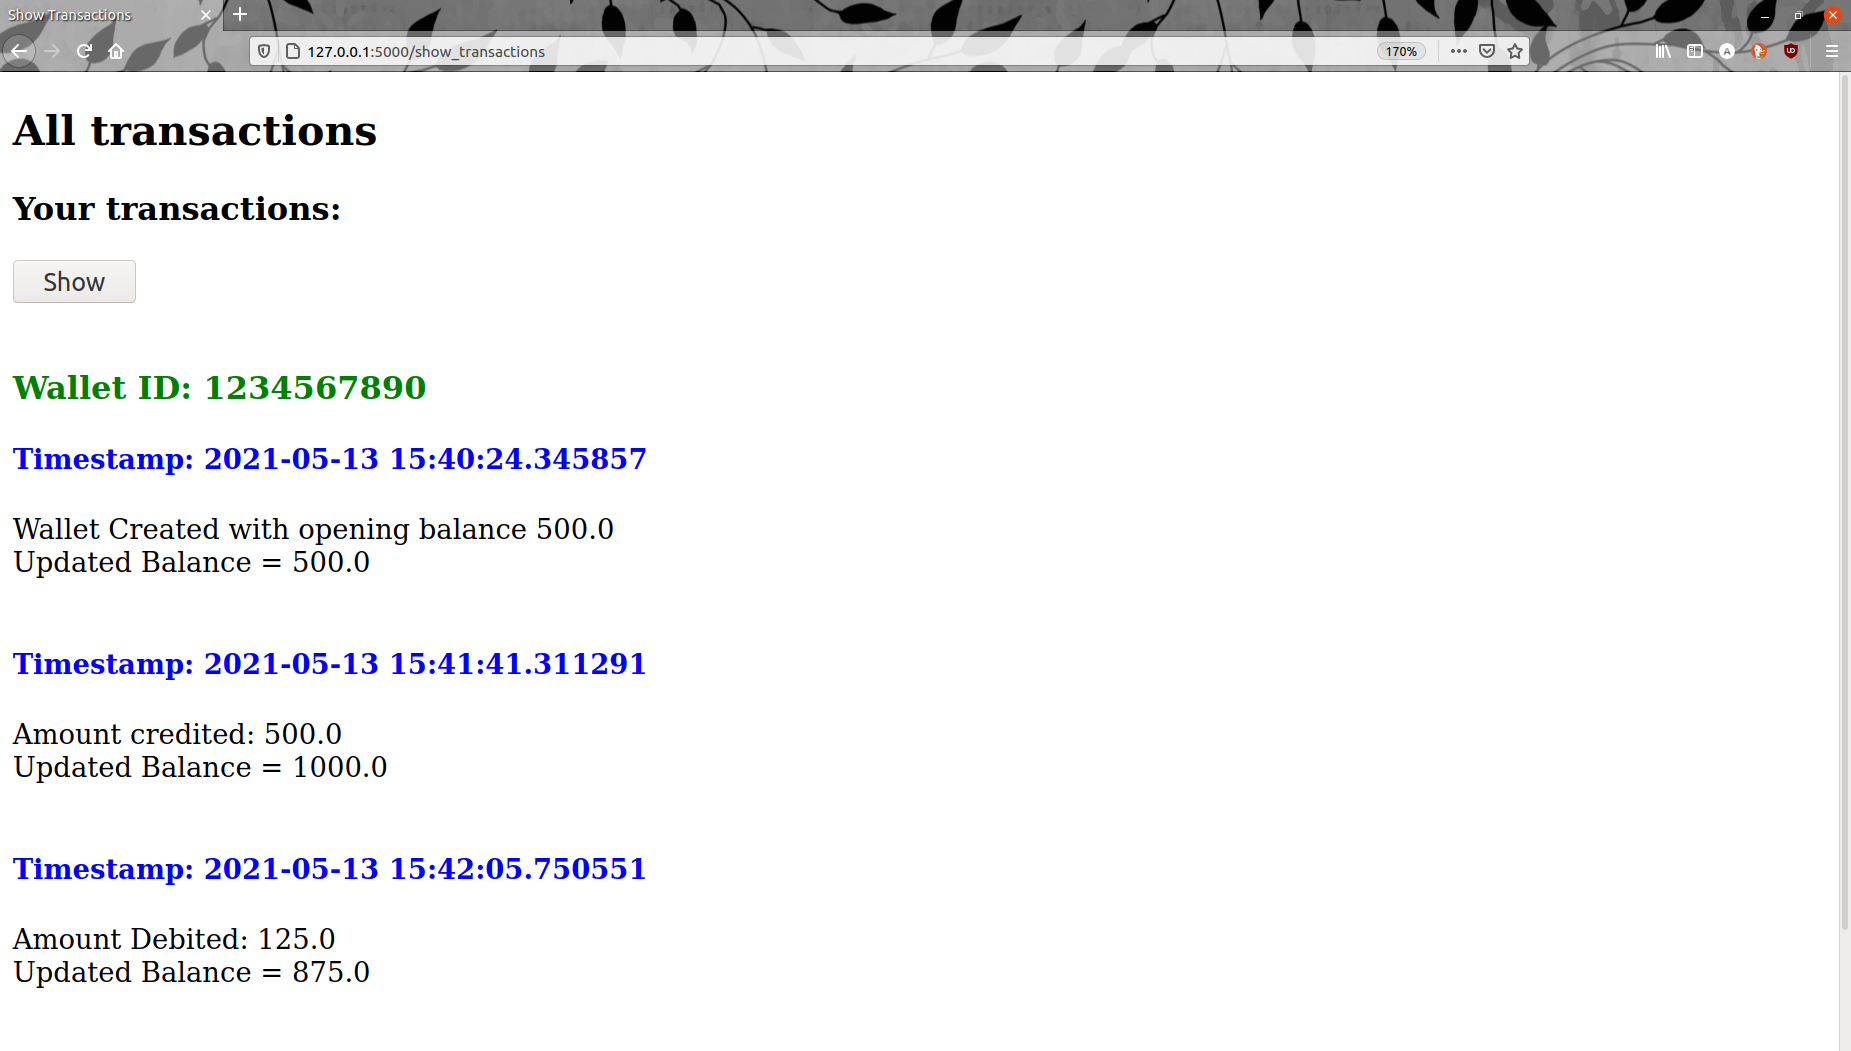 Show Transactions
127.0.0.1:5000/show_transactions
170%
All transactions
Your transactions:
Show
Wallet ID: 1234567890
Timestamp: 2021-05-13 15:40:24.345857
Wallet Created with opening balance 500.0
Updated Balance = 500.0
Timestamp: 2021-05-13 15:41:41.311291
Amount credited: 500.0
Updated Balance = 1000.0
Timestamp: 2021-05-13 15:42:05.750551
Amount Debited: 125.0
Updated Balance = 875.0